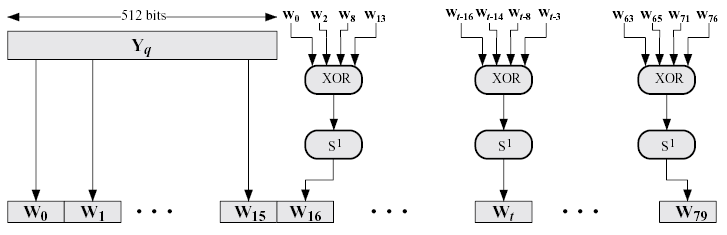 512 bits
W0 W2 W8 W13
Wt-16 Wt-14 Wt-8 Wt-3
W63 W65 W71 W76
Yq
XOR XOR XOR
S1 S1 S1
W0 W1 • • • W15 W16 • • • Wt • • • W79